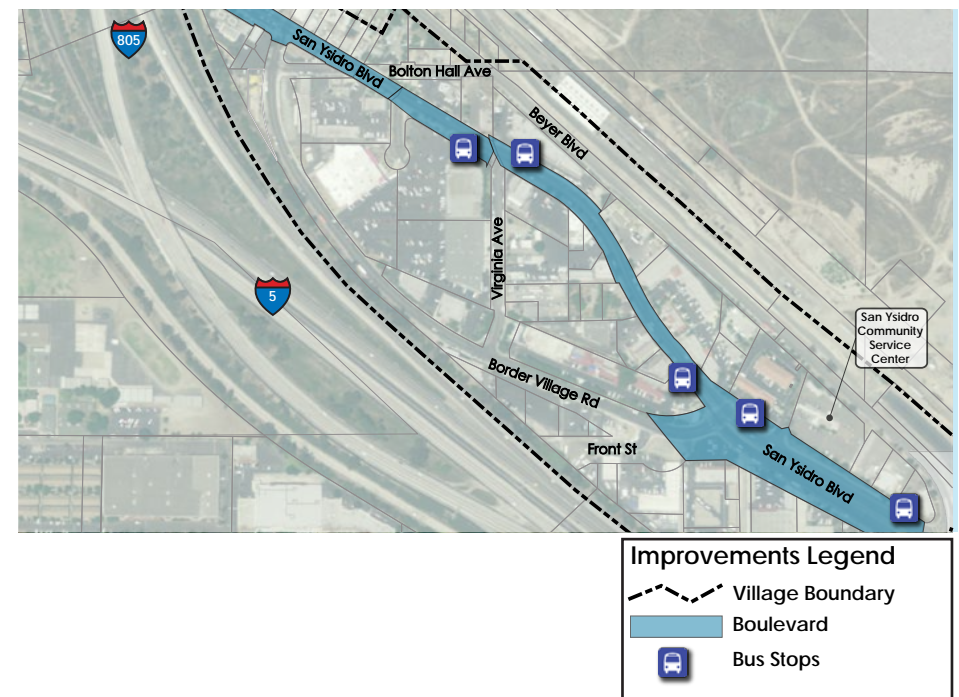 805
San Ysidro Blvd
Bolton Hall Ave
Beyer Blvd
Virginia Ave
5
San Ysidro
Community
Service
Center
Border Village Rd
Front St
San Ysidro Blvd
Improvements Legend
Village Boundary
Boulevard
Bus Stops